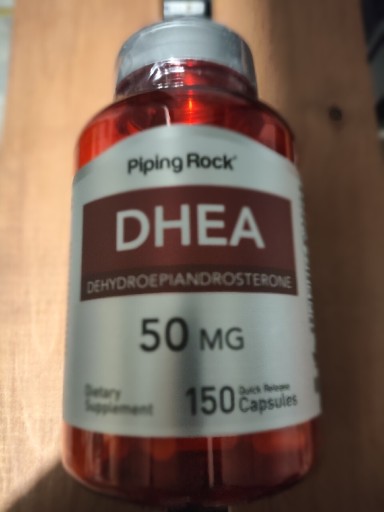 Piping Rock®
DHEA
DEHYDROEPIANDROSTERONE
50 MG
Dietary
Supplement
150 Quick Release
Capsules